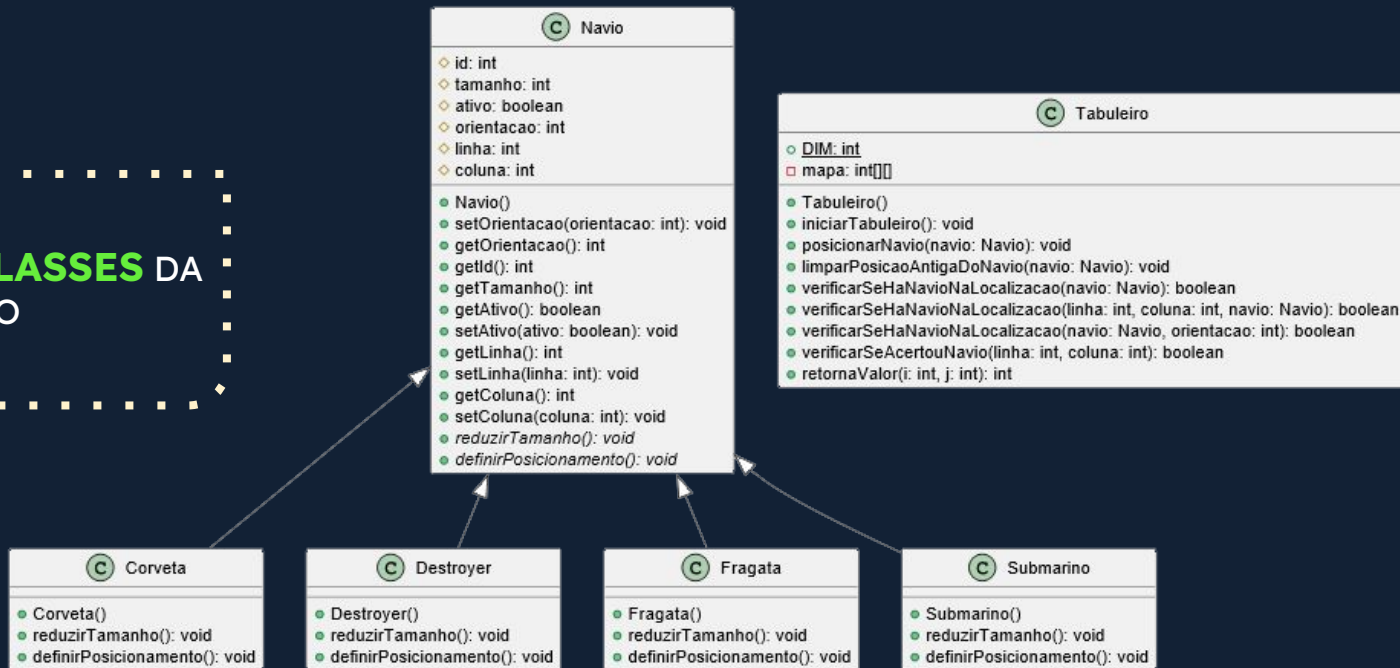 LASSES DA
O
C Navio
id: int
tamanho: int
ativo: boolean
orientacao: int
linha: int
coluna: int
Navio()
setOrientacao(orientacao: int): void
getOrientacao(): int
getId(): int
getTamanho(): int
getAtivo(): boolean
setAtivo(ativo: boolean): void
getLinha(): int
setLinha(linha: int): void
getColuna(): int
setColuna(coluna: int): void
reduzirTamanho(): void
definirPosicionamento(): void
C Tabuleiro
DIM: int
mapa: int[][]
Tabuleiro()
iniciarTabuleiro(): void
posicionarNavio(navio: Navio): void
limparPosicaoAntigaDoNavio(navio: Navio): void
verificarSeHaNavioNaLocalizacao(navio: Navio): boolean
verificarSeHaNavioNaLocalizacao(linha: int, coluna: int, navio: Navio): boolean
verificarSeHaNavioNaLocalizacao(navio: Navio, orientacao: int): boolean
verificarSeAcertouNavio(linha: int, coluna: int): boolean
retornaValor(i: int, j: int): int
C Corveta
Corveta()
reduzirTamanho(): void
definirPosicionamento(): void
C Destroyer
Destroyer()
reduzirTamanho(): void
definirPosicionamento(): void
C Fragata
Fragata()
reduzirTamanho(): void
definirPosicionamento(): void
C Submarino
Submarino()
reduzirTamanho(): void
definirPosicionamento(): void